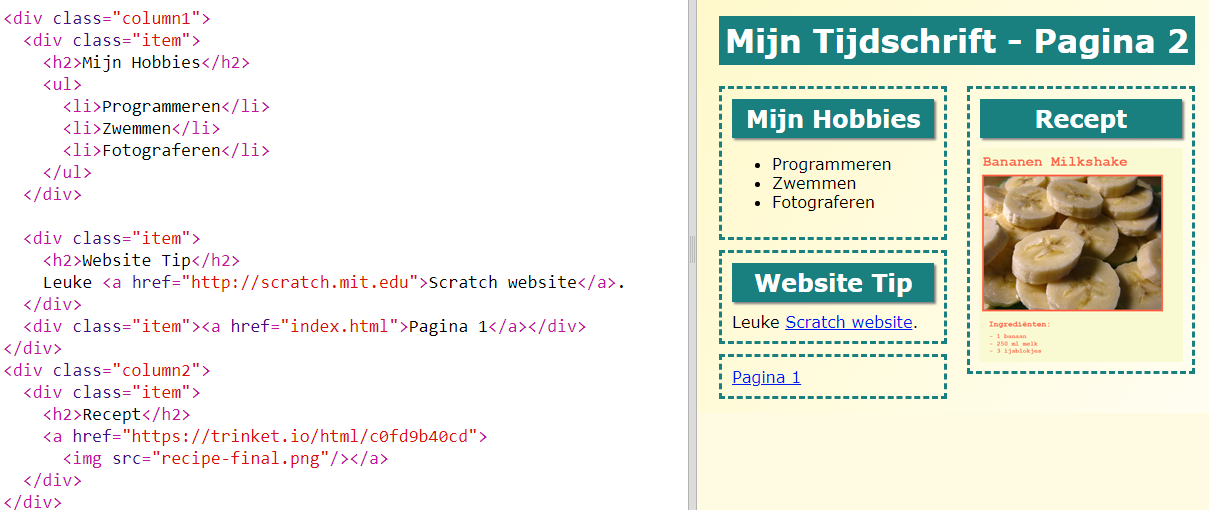 <div class="column1">
<div class="item">
<h2>Mijn Hobbies</h2>
<ul>
<li>Programmeren</li>
<li>Zwemmen</li>
<li>Fotograferen</li>
</ul>
</div>
<div class="item">
<h2>Website Tip</h2>
Leuke <a href="http://scratch.mit.edu">Scratch website</a>.
</div>
<div class="item"><a href="index.html">Pagina 1</a></div>
</div>
<div class="column2">
<div class="item">
<h2>Recept</h2>
<a href="https://trinket.io/html/c0fd9b40cd">
<img src="recipe-final.png"/></a>
</div>
</div>
Mijn Tijdschrift - Pagina 2
Mijn Hobbies
• Programmeren
• Zwemmen
• Fotograferen
Website Tip
Leuke Scratch website.
Pagina 1
Recept
Bananen Milkshake
Ingrediënten:
- 1 banaan
- 250 ml melk
- 3 ijsblokjes